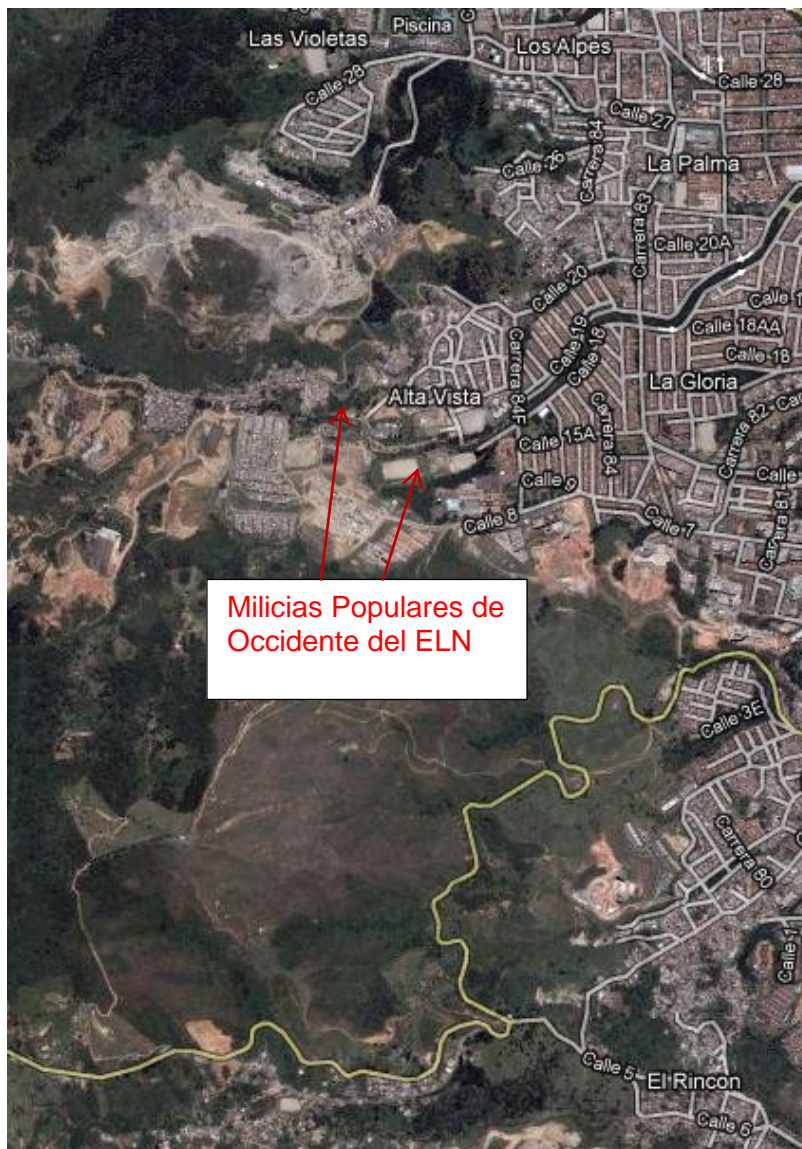 Piscina
Las Violetas
Los Alpes
Calle 28
Calle 28
Calle 27
Carrera 84
La Palma
Calle 26
Carrera 83
Calle 20A
Calle 20
Calle 19
Calle 18
Calle 18AA
Calle 18
Carrera 84F
Alta Vista
La Gloria
Calle 15A
Carrera 84
Carrera 82
Calle 9
Calle 8
Calle 7
Carrera 81
Milicias Populares de
Occidente del ELN
Calle 3E
Carrera 80
Calle 1
Calle 5
El Rincon
Calle 6